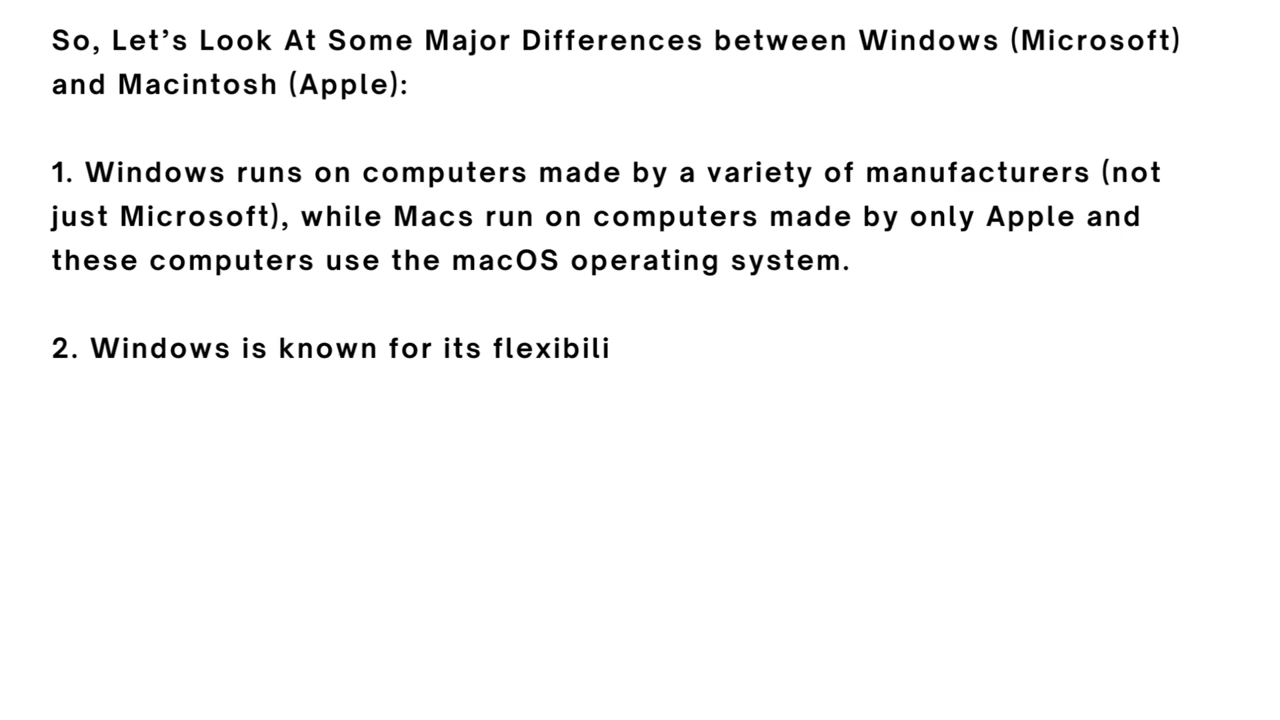 So, Let’s Look At Some Major Differences between Windows (Microsoft)
and Macintosh (Apple):
1. Windows runs on computers made by a variety of manufacturers (not
just Microsoft), while Macs run on computers made by only Apple and
these computers use the macOS operating system.
2. Windows is known for its flexibili